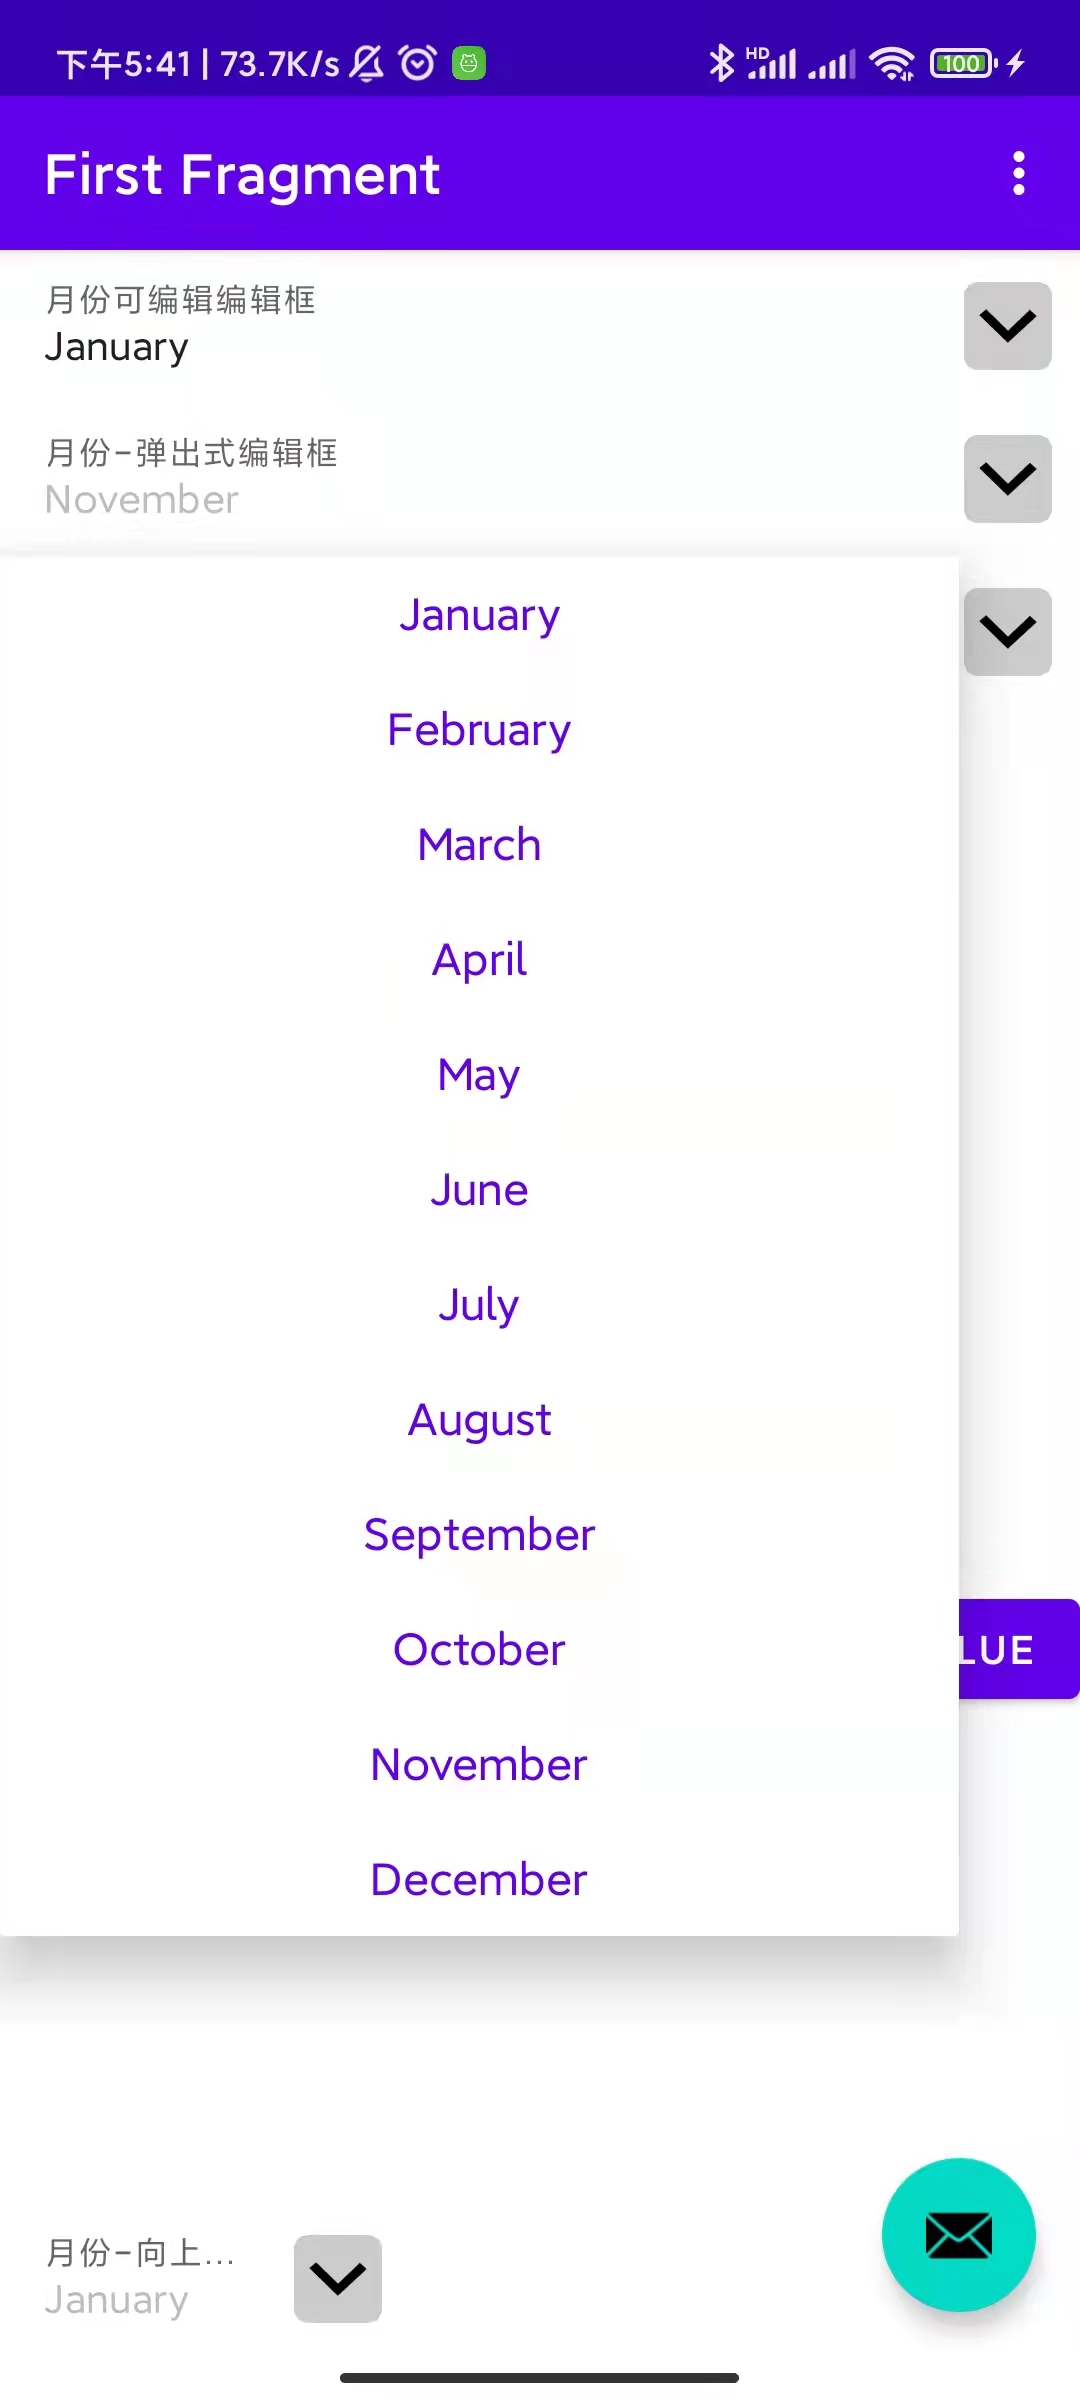 下午5:41 | 73.7K/s
HD
100
First Fragment
月份可编辑编辑框
January
月份-弹出式编辑框
November
January
February
March
April
May
June
July
August
September
October
LUE
November
December
月份-向上...
January